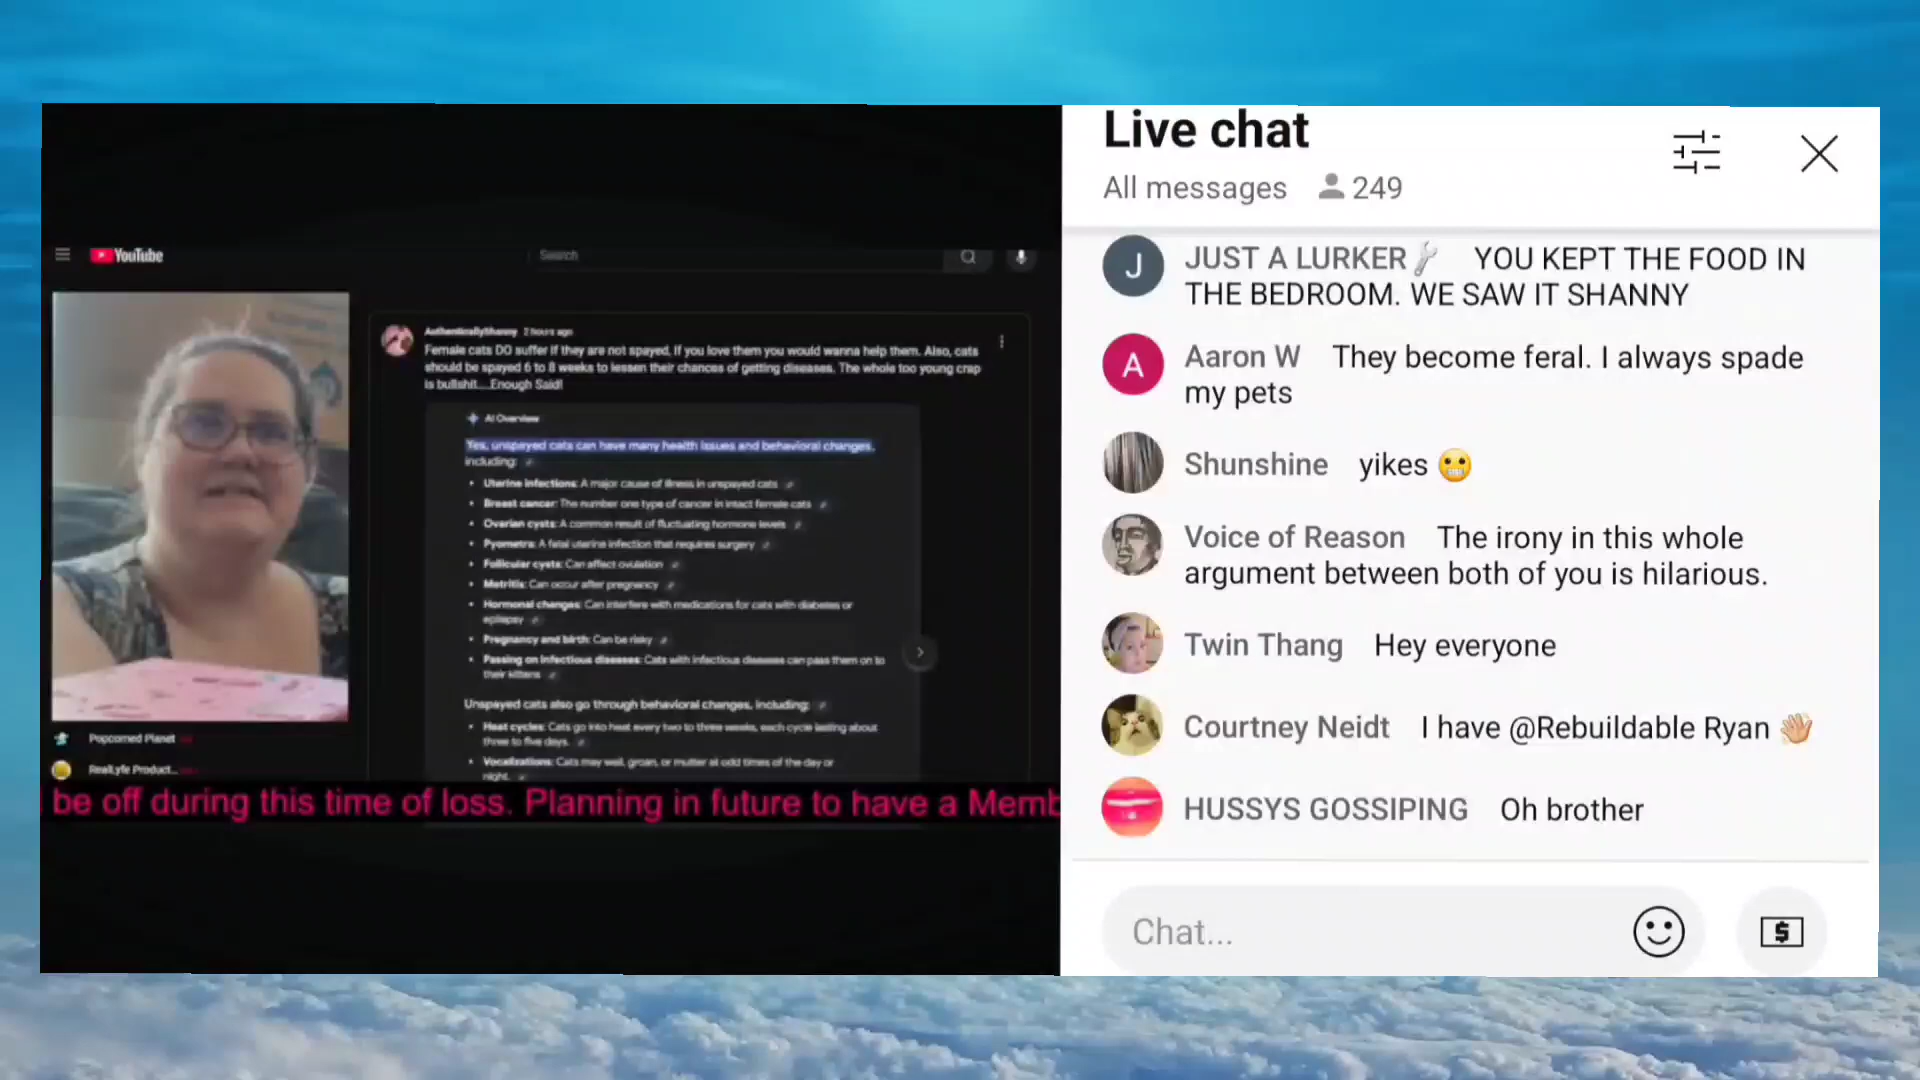 YouTube
Search
AuthenticallyShanny 2 hours ago
Female cats DO suffer if they are not spayed. If you love them you would wanna help them. Also, cats
should be spayed 6 to 8 weeks to lessen their chances of getting diseases. The whole too young crap
is bullshit....Enough Said!
AI Overview
Yes, unspayed cats can have many health issues and behavioral changes,
including:
• Uterine infections: A major cause of illness in unspayed cats
• Breast cancer: The number one type of cancer in intact female cats
• Ovarian cysts: A common result of fluctuating hormone levels
• Pyometra: A fatal uterine infection that requires surgery
• Follicular cysts: Can affect ovulation
• Metritis: Can occur after pregnancy
• Hormonal changes: Can interfere with medications for cats with diabetes or
epilepsy
• Pregnancy and birth: Can be risky
• Passing on infectious diseases: Cats with infectious diseases can pass them on to
their kittens
Unspayed cats also go through behavioral changes, including:
• Heat cycles: Cats go into heat every two to three weeks, each cycle lasting about
three to five days.
• Vocalizations: Cats may wail, groan, or mutter at odd times of the day or
night.
Popcorned Planet
RealLyfe Product...
be off during this time of loss. Planning in future to have a Memb
Live chat
All messages 249
J JUST A LURKER YOU KEPT THE FOOD IN
THE BEDROOM. WE SAW IT SHANNY
A Aaron W They become feral. I always spade
my pets
Shunshine yikes 😬
Voice of Reason The irony in this whole
argument between both of you is hilarious.
Twin Thang Hey everyone
Courtney Neidt I have @Rebuildable Ryan 👋🏼
HUSSYS GOSSIPING Oh brother
Chat...